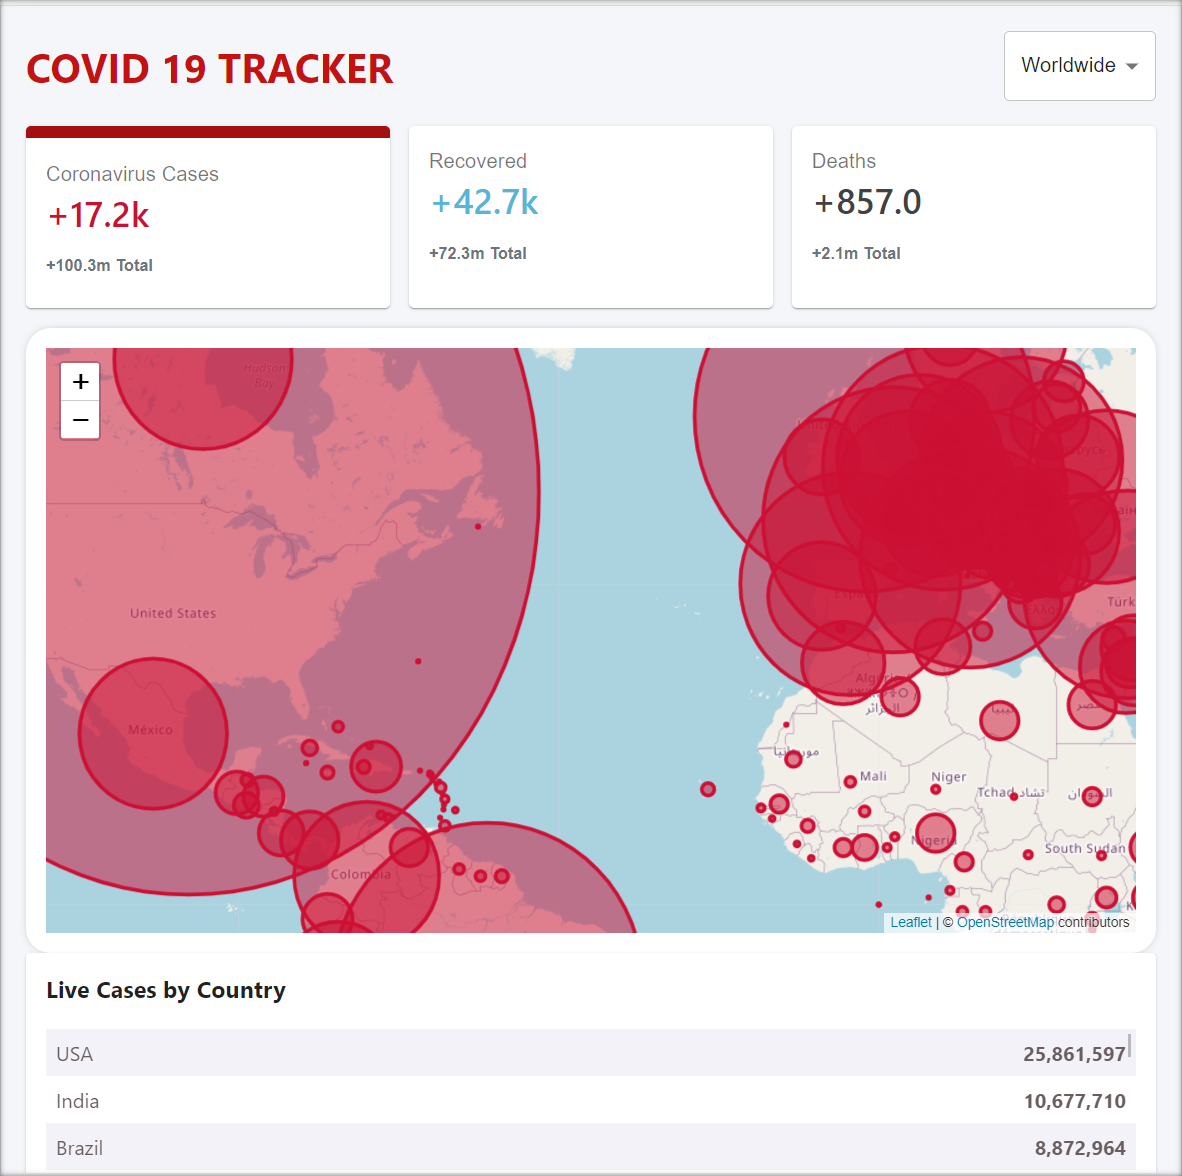 COVID 19 TRACKER
Worldwide
Coronavirus Cases
+17.2k
+100.3m Total
Recovered
+42.7k
+72.3m Total
Deaths
+857.0
+2.1m Total
+
−
Hudson
Bay
United States
México
Colombia
Türk
Algérie
الجزائر
ليبيا
مصر
موريتانيا
Mali
Niger
Tchad تشاد
السودان
Nigeria
South Sudan
Leaflet | © OpenStreetMap contributors
Live Cases by Country
USA 25,861,597
India 10,677,710
Brazil 8,872,964